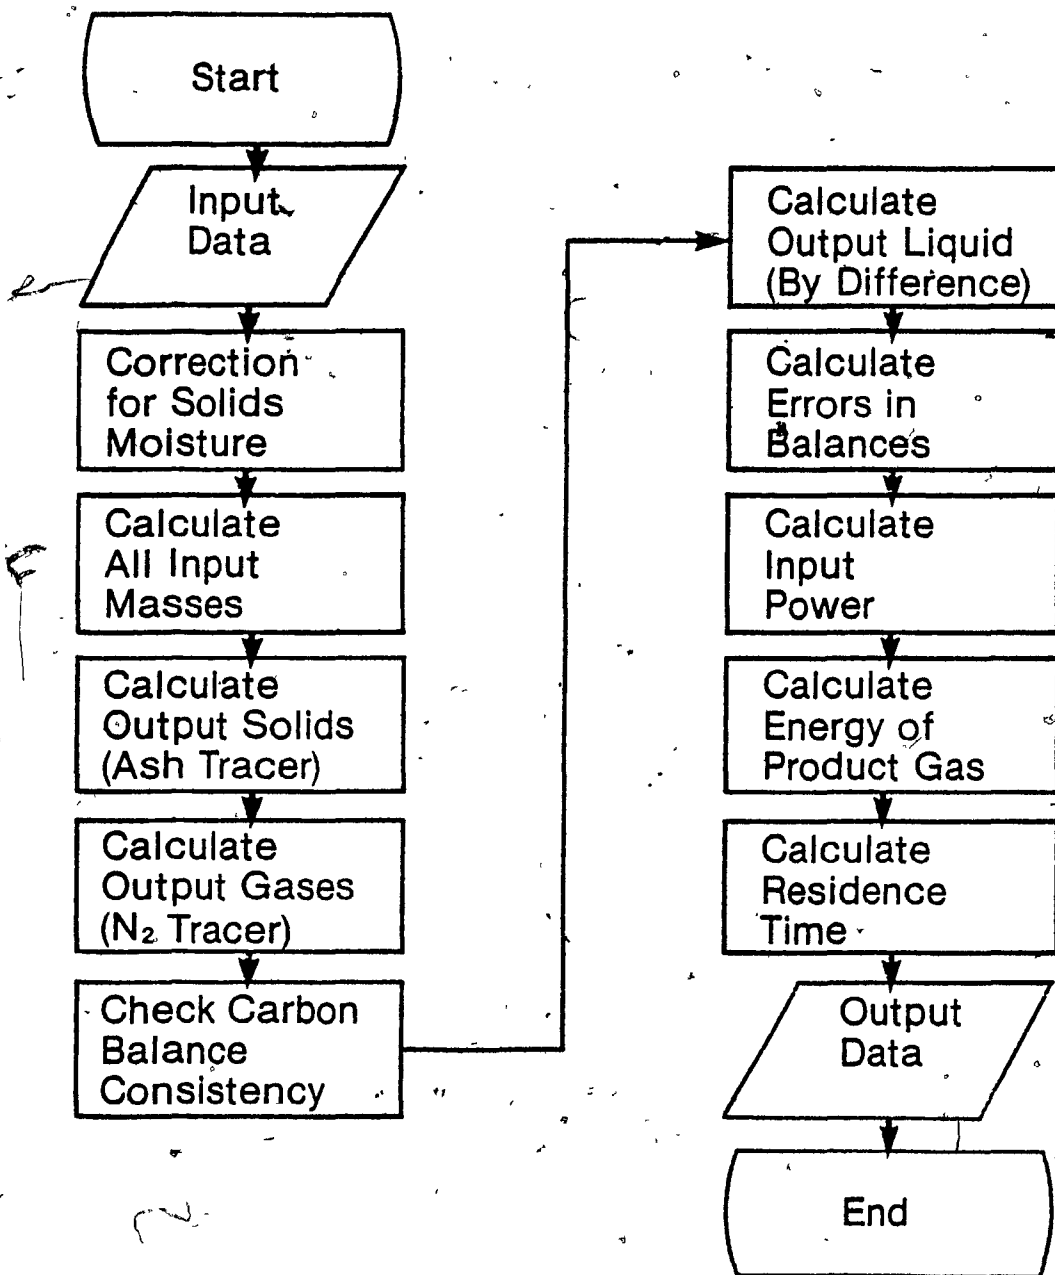 Start
Input
Data
Correction
for Solids
Moisture
Calculate
All Input
Masses
Calculate
Output Solids
(Ash Tracer)
Calculate
Output Gases
(N₂ Tracer)
Check Carbon
Balance
Consistency
Calculate
Output Liquid
(By Difference)
Calculate
Errors in
Balances
Calculate
Input
Power
Calculate
Energy of
Product Gas
Calculate
Residence
Time
Output
Data
End